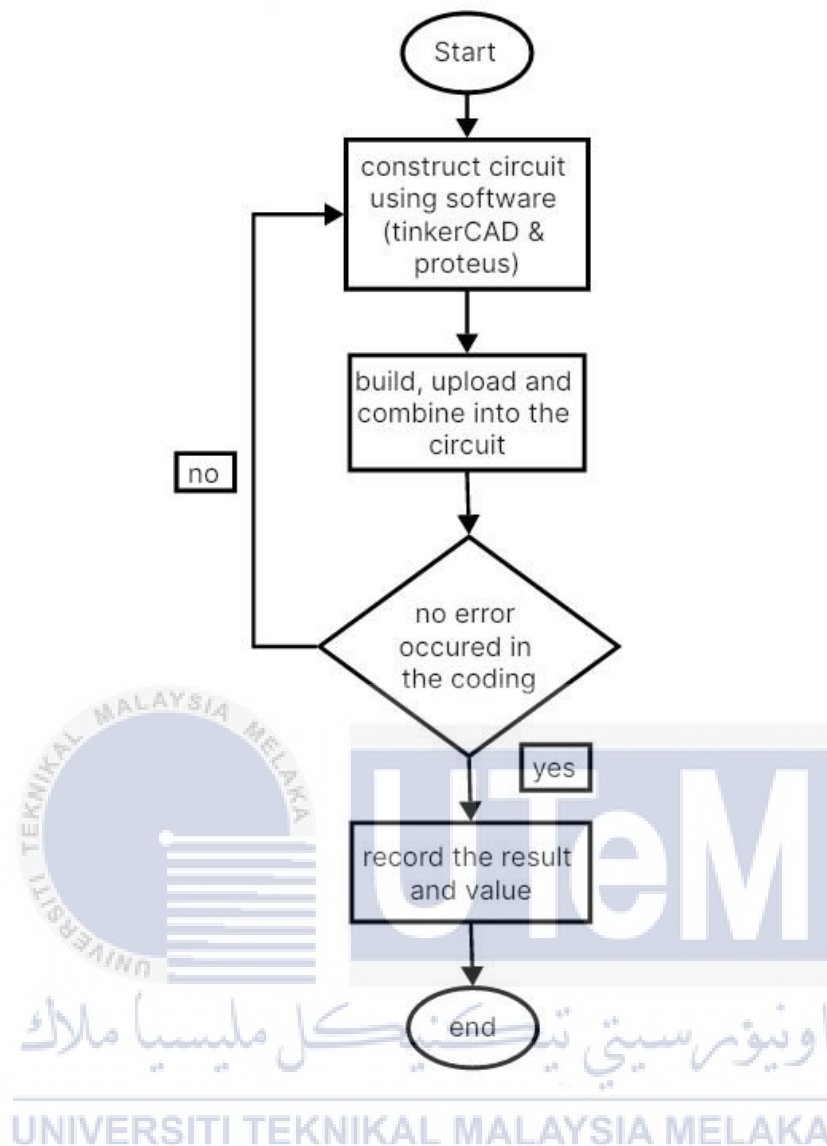 Start
construct circuit
using software
(tinkerCAD &
proteus)
build, upload and
combine into the
circuit
no
no error
occured in
the coding
yes
record the result
and value
end
UNIVERSITI TEKNIKAL MALAYSIA MELAKA
UTeM
اونيۏرسيتي تيكنيكل مليسيا ملاك
UNIVERSITI TEKNIKAL MALAYSIA MELAKA